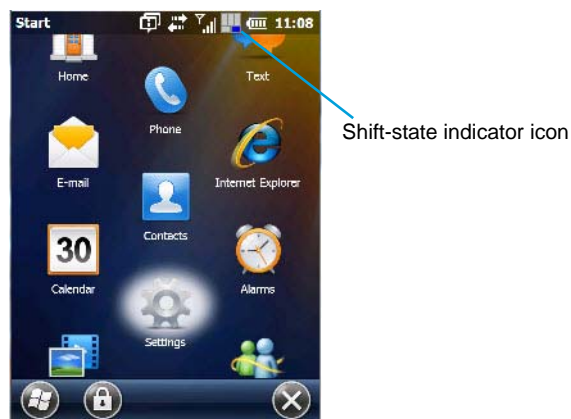 Start
11:08
Home
Text
Phone
Shift-state indicator icon
E-mail
Internet Explorer
Contacts
30
Calendar
Alarms
Settings